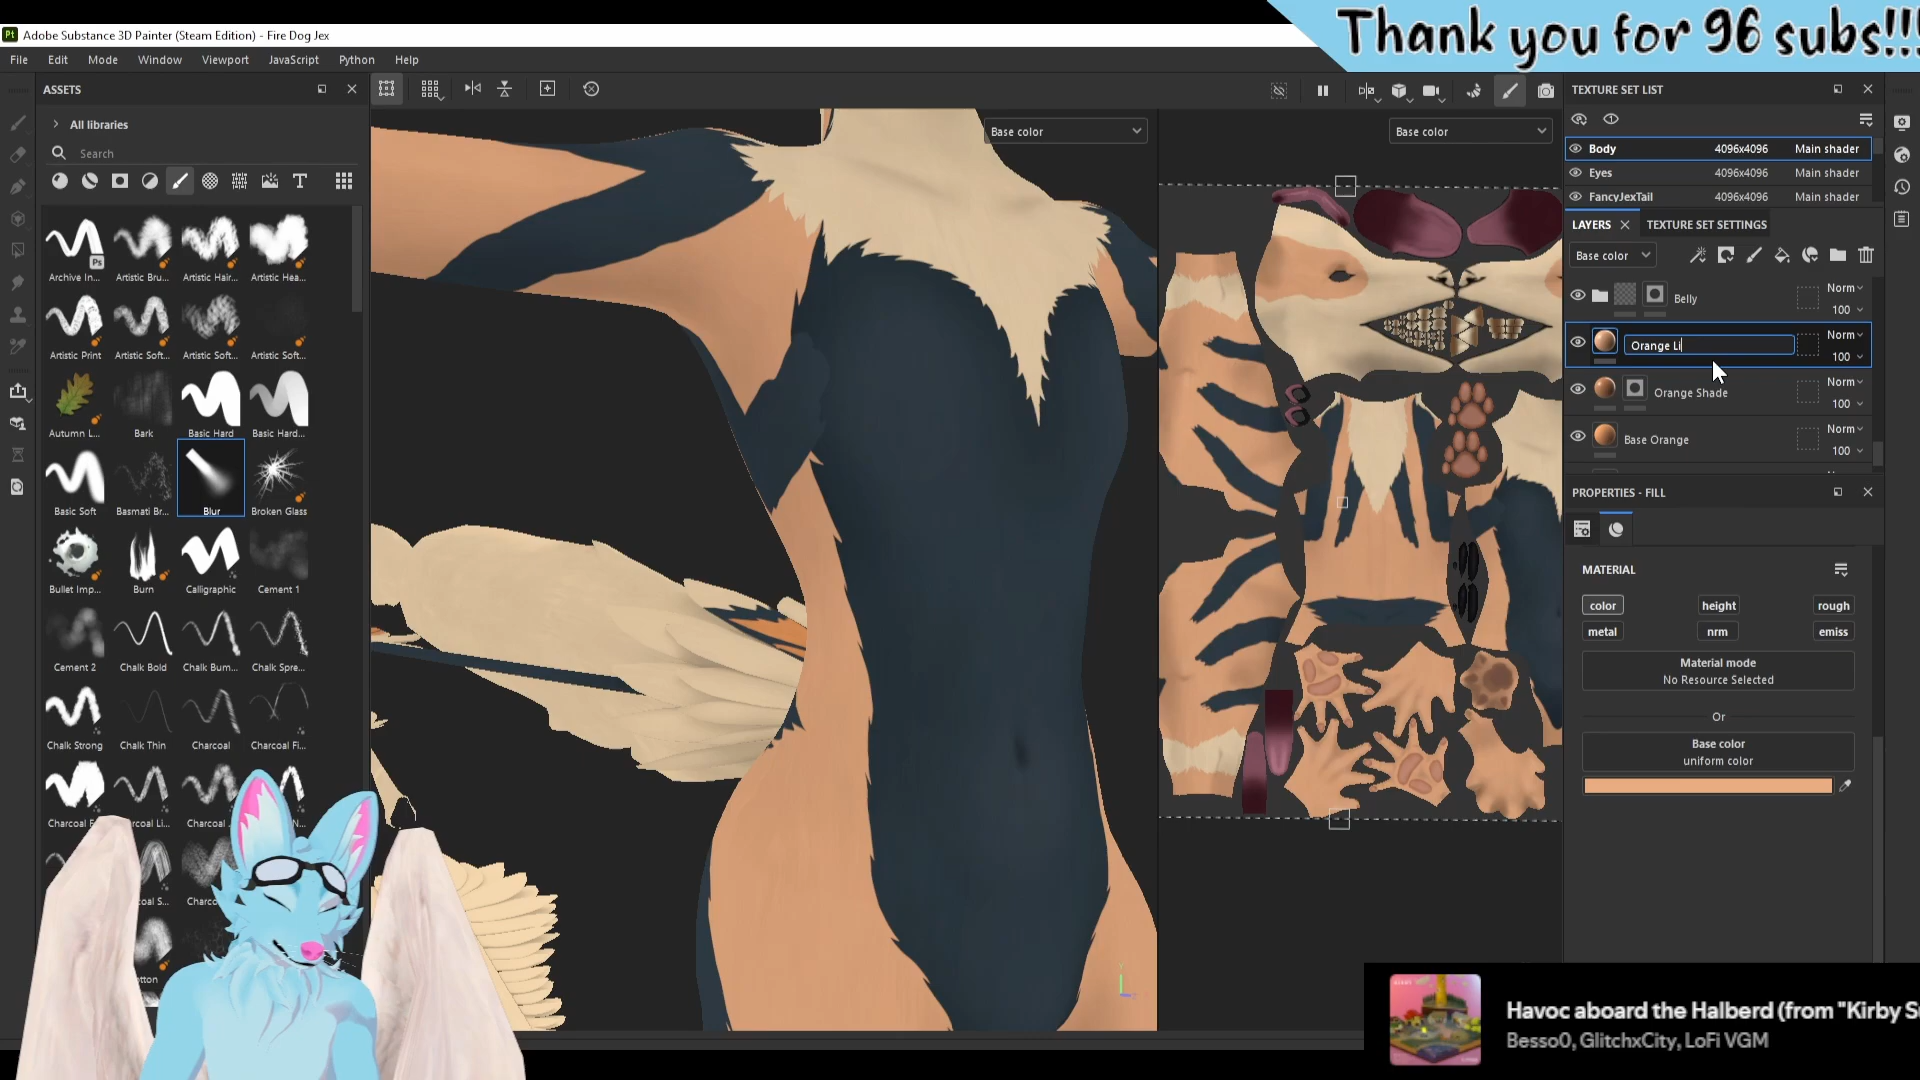 Thank you for 96 subs!!!
Adobe Substance 3D Painter (Steam Edition) - Fire Dog Jex
File Edit Mode Window Viewport JavaScript Python Help
ASSETS
All libraries
Search
Archive In...
Artistic Bru...
Artistic Hair...
Artistic Hea...
Artistic Print
Artistic Soft...
Artistic Soft...
Artistic Soft...
Autumn L...
Bark
Basic Hard
Basic Hard...
Basic Soft
Basmati Br...
Blur
Broken Glass
Bullet Imp...
Burn
Calligraphic
Cement 1
Cement 2
Chalk Bold
Chalk Bum...
Chalk Spre...
Chalk Strong
Chalk Thin
Charcoal
Charcoal Fi...
Base color
Base color
TEXTURE SET LIST
Body 4096x4096 Main shader
Eyes 4096x4096 Main shader
FancyJexTail 4096x4096 Main shader
LAYERS
TEXTURE SET SETTINGS
Base color
Belly
Norm
100
Orange Li
Norm
100
Orange Shade
Norm
100
Base Orange
Norm
100
PROPERTIES - FILL
MATERIAL
color height rough
metal nrm emiss
Material mode
No Resource Selected
Or
Base color
uniform color
Havoc aboard the Halberd (from "Kirby S
Besso0, GlitchxCity, LoFi VGM